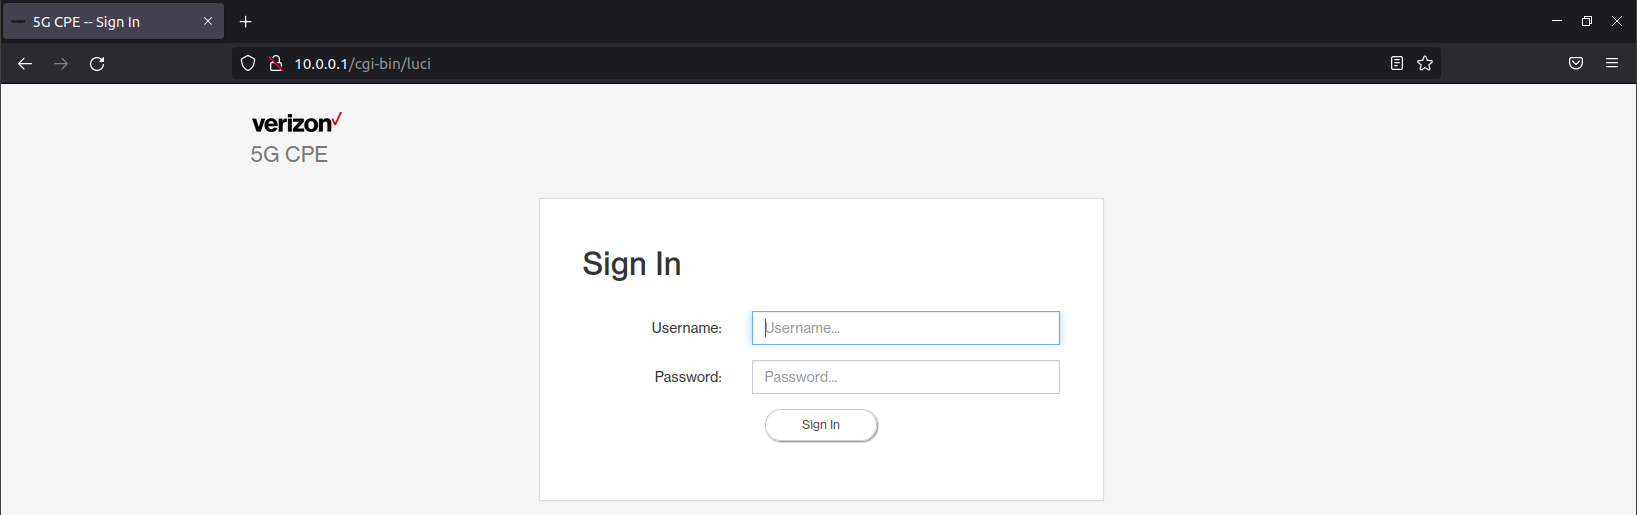 5G CPE -- Sign In
10.0.0.1/cgi-bin/luci
verizon✓
5G CPE
Sign In
Username:
Username...
Password:
Password...
Sign In